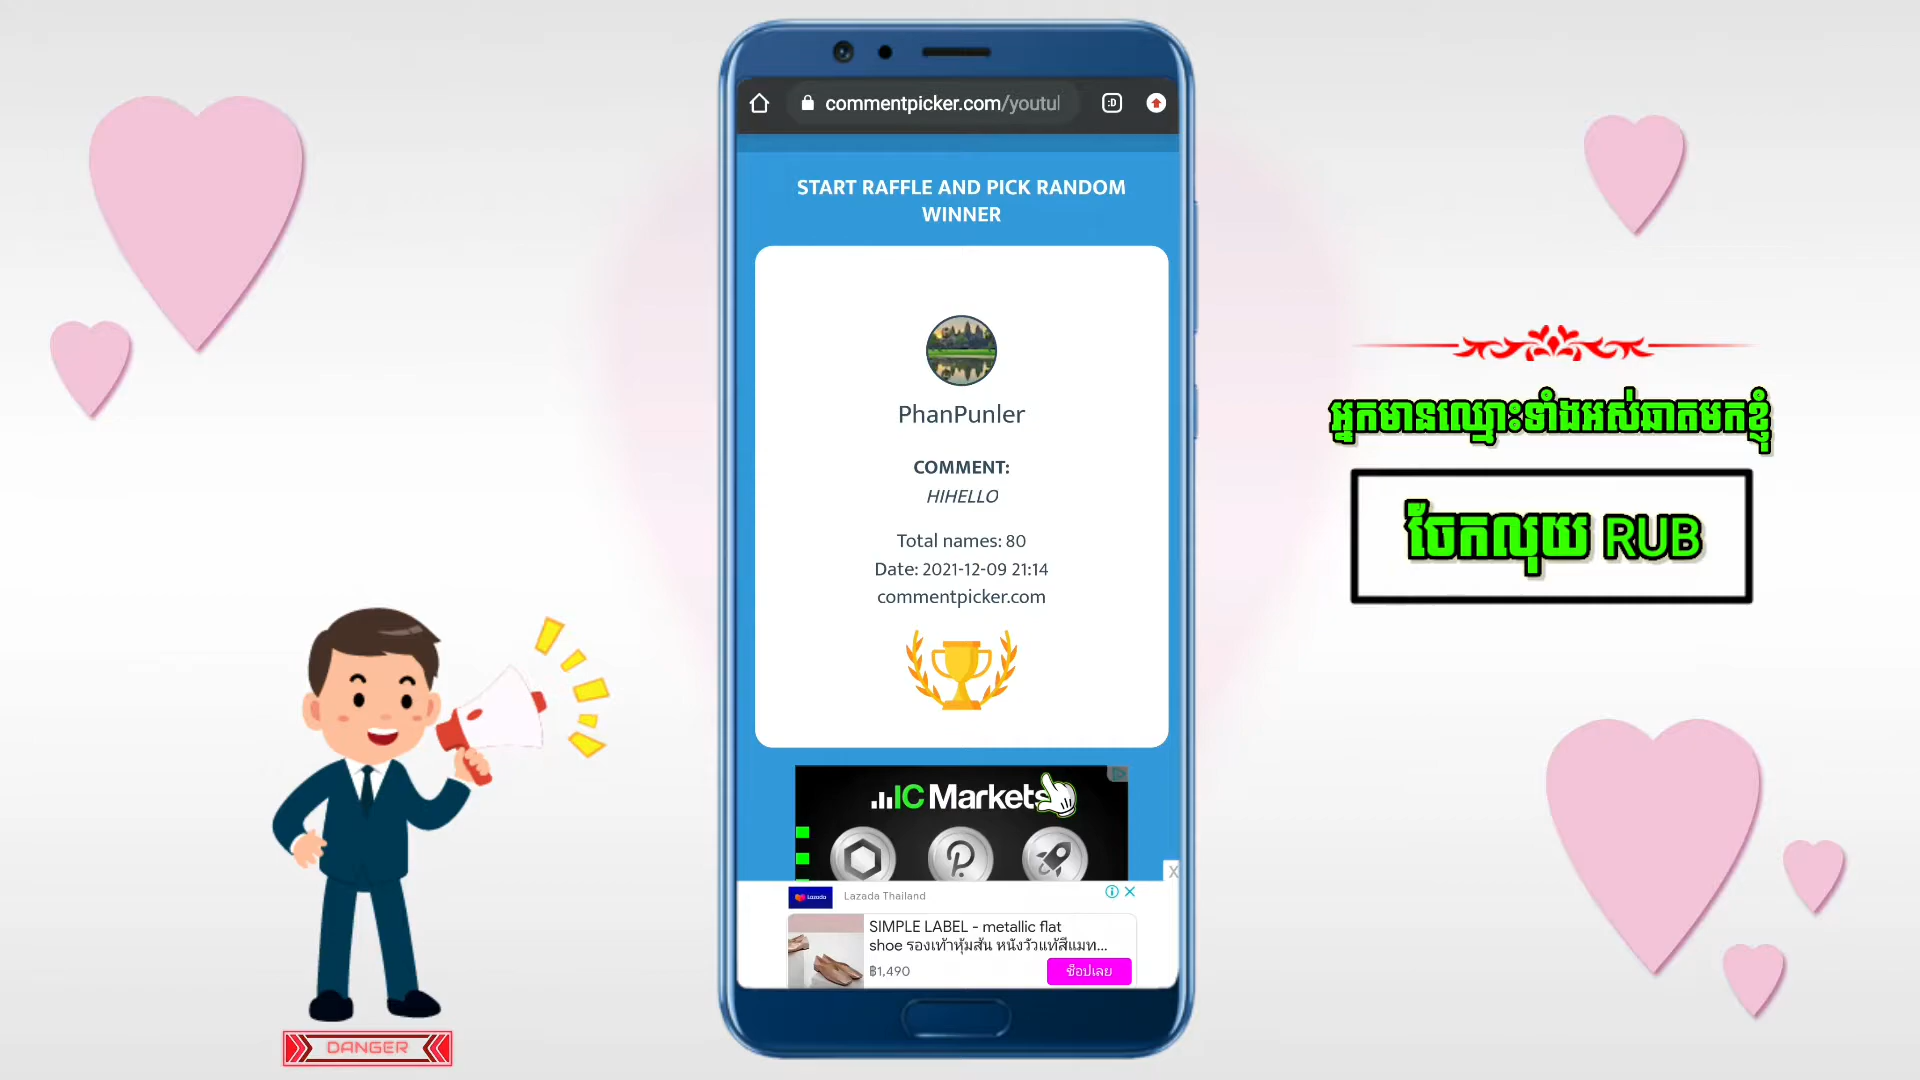 commentpicker.com/youtu
:D
START RAFFLE AND PICK RANDOM
WINNER
PhanPunler
COMMENT:
HIHELLO
Total names: 80
Date: 2021-12-09 21:14
commentpicker.com
IC Markets
X
Lazada
Lazada Thailand
SIMPLE LABEL - metallic flat
shoe รองเท้าหุ้มส้น หนังวัวแท้สีแมท...
฿1,490
ช็อปเลย
អ្នកមានឈ្មោះទាំងអស់ឆាតមកខ្ញុំ
ចែកលុយ RUB
DANGER